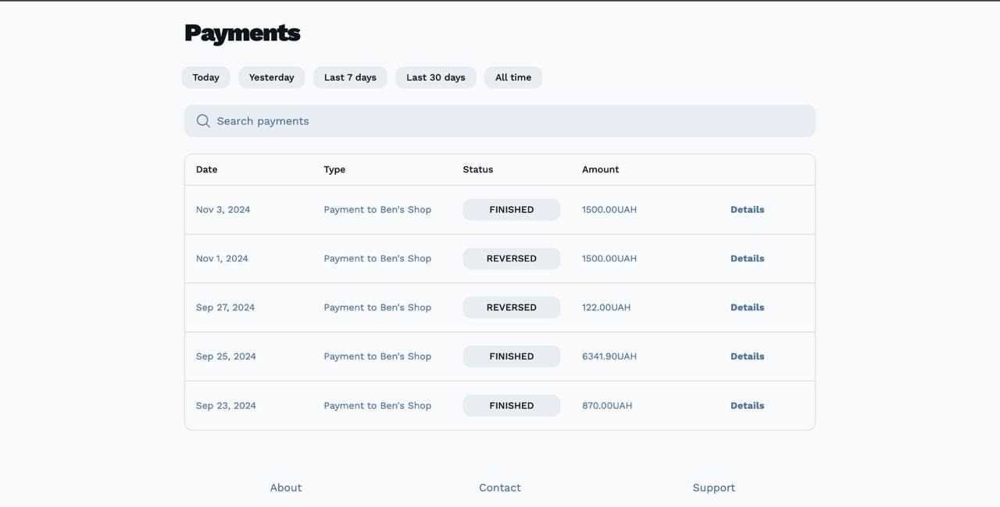 Payments
Today Yesterday Last 7 days Last 30 days All time
Search payments
Date Type Status Amount
Nov 3, 2024 Payment to Ben's Shop FINISHED 1500.00UAH Details
Nov 1, 2024 Payment to Ben's Shop REVERSED 1500.00UAH Details
Sep 27, 2024 Payment to Ben's Shop REVERSED 122.00UAH Details
Sep 25, 2024 Payment to Ben's Shop FINISHED 6341.90UAH Details
Sep 23, 2024 Payment to Ben's Shop FINISHED 870.00UAH Details
About Contact Support